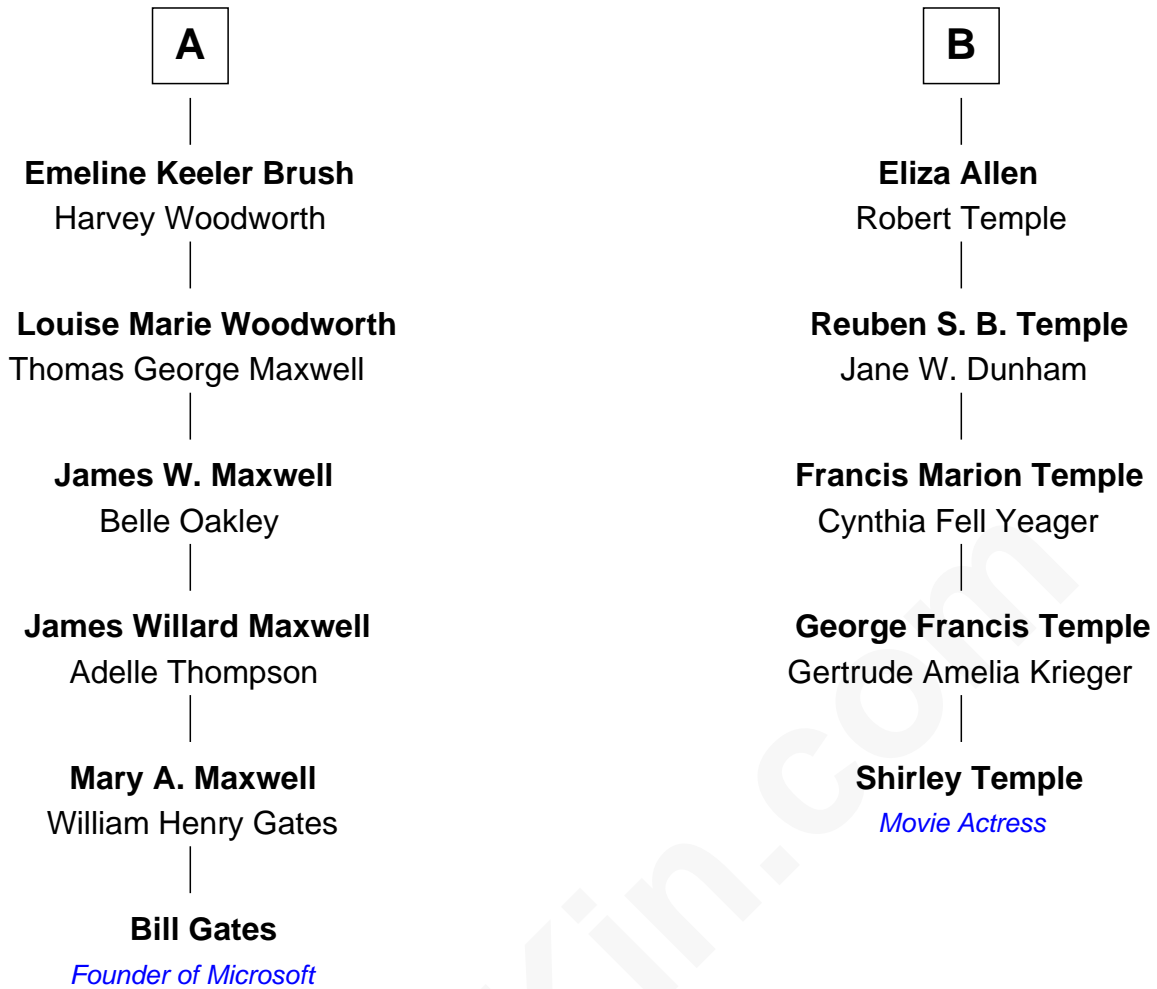 A
Emeline Keeler Brush
Harvey Woodworth
Louise Marie Woodworth
Thomas George Maxwell
James W. Maxwell
Belle Oakley
James Willard Maxwell
Adelle Thompson
Mary A. Maxwell
William Henry Gates
Bill Gates
Founder of Microsoft
B
Eliza Allen
Robert Temple
Reuben S. B. Temple
Jane W. Dunham
Francis Marion Temple
Cynthia Fell Yeager
George Francis Temple
Gertrude Amelia Krieger
Shirley Temple
Movie Actress